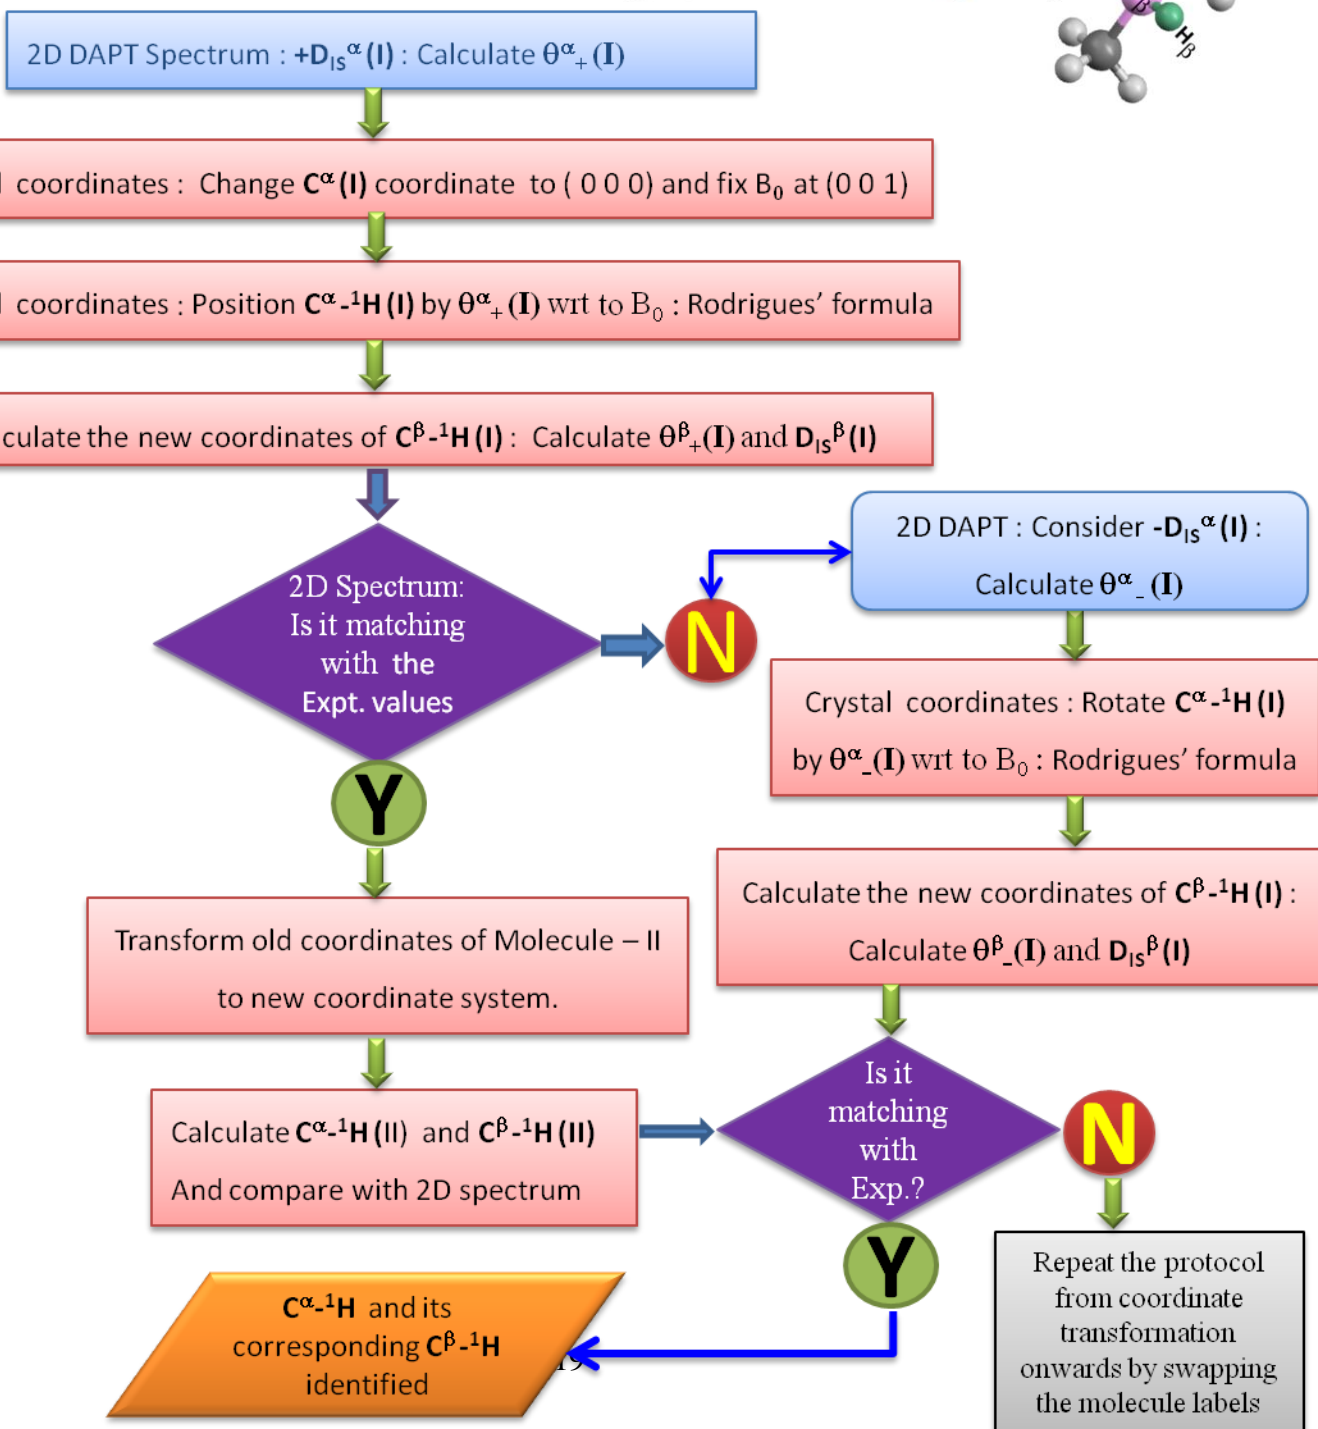 β
H
β
2D DAPT Spectrum : +D_IS^α (I) : Calculate θ^α_+ (I)
coordinates : Change C^α (I) coordinate to ( 0 0 0) and fix B_0 at (0 0 1)
coordinates : Position C^α-^1H (I) by θ^α_+ (I) wrt to B_0 : Rodrigues’ formula
culate the new coordinates of C^β-^1H (I) : Calculate θ^β_+(I) and D_IS^β (I)
2D Spectrum:
Is it matching
with the
Expt. values
N
2D DAPT : Consider -D_IS^α (I) :
Calculate θ^α_- (I)
Crystal coordinates : Rotate C^α-^1H (I)
by θ^α_-(I) wrt to B_0 : Rodrigues’ formula
Calculate the new coordinates of C^β-^1H (I) :
Calculate θ^β_-(I) and D_IS^β (I)
Y
Transform old coordinates of Molecule – II
to new coordinate system.
Calculate C^α-^1H (II) and C^β-^1H (II)
And compare with 2D spectrum
Is it
matching
with
Exp.?
N
Y
Repeat the protocol
from coordinate
transformation
onwards by swapping
the molecule labels
C^α-^1H and its
corresponding C^β-^1H
identified